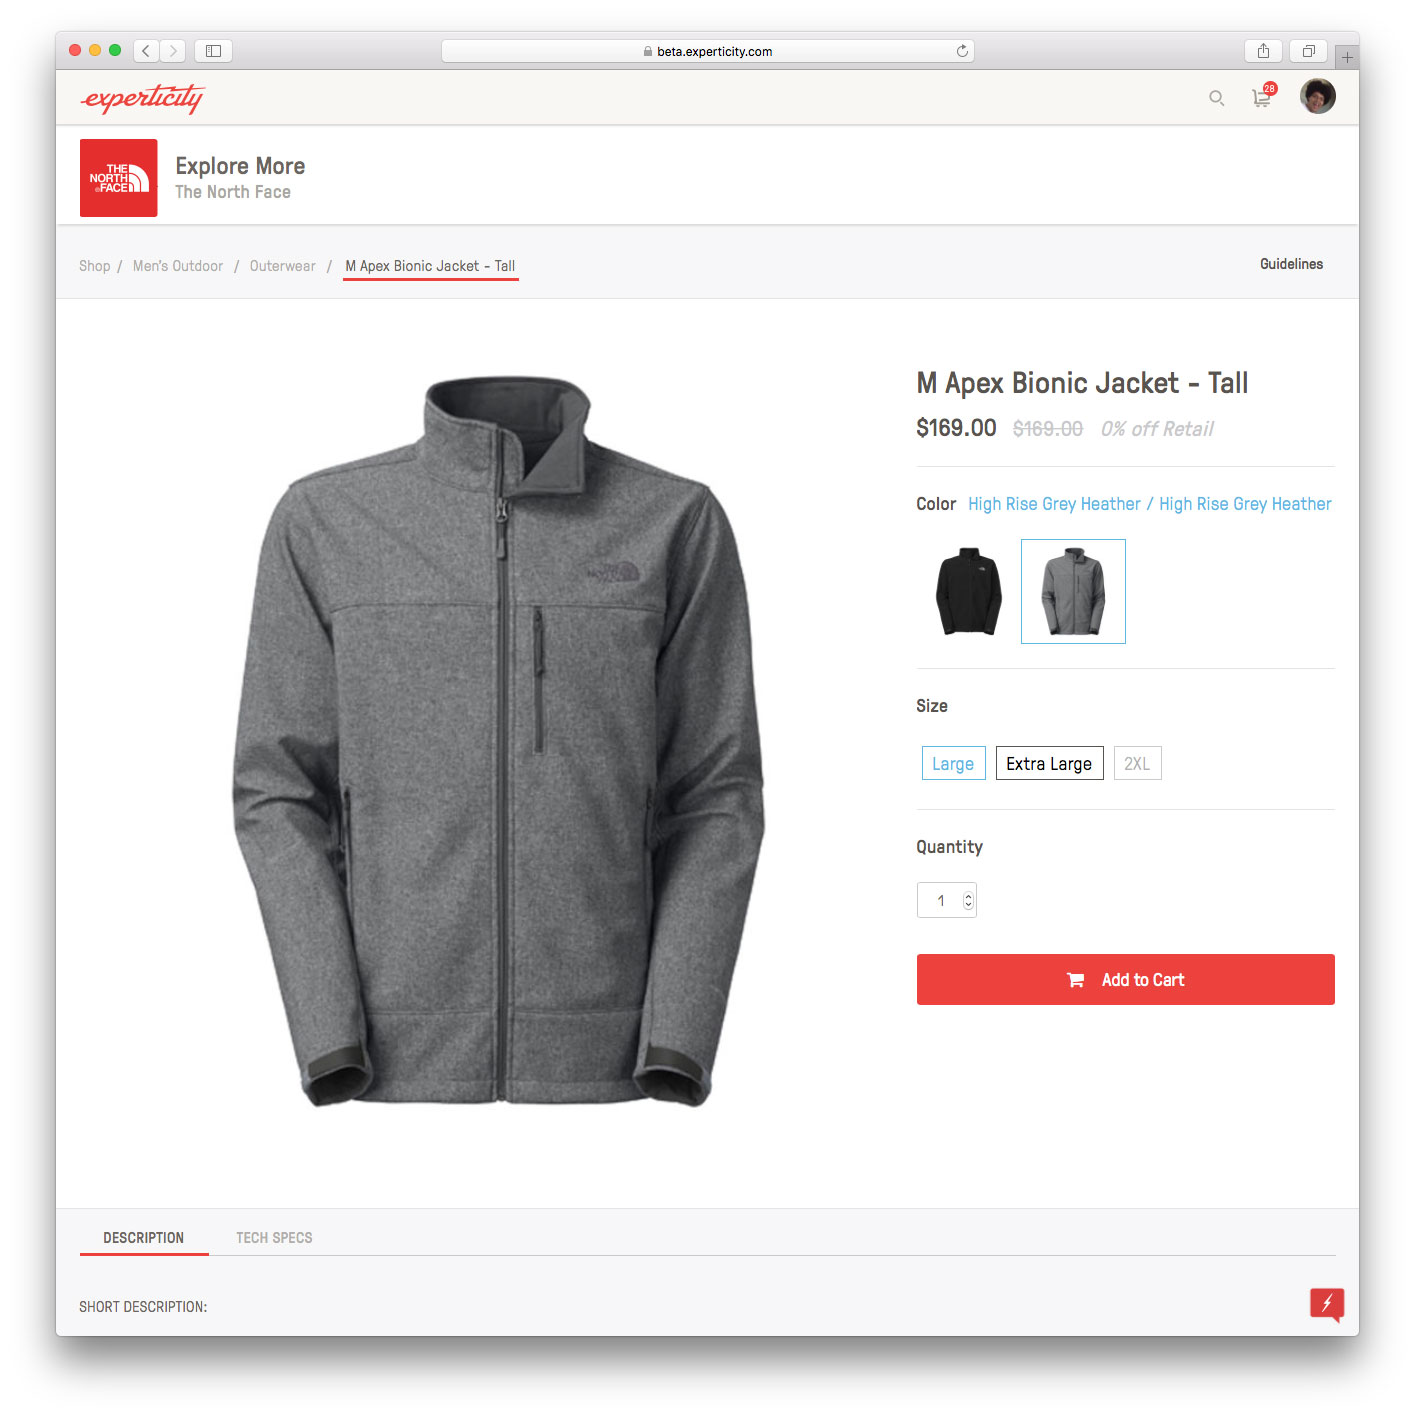 beta.experticity.com
experticity
28
THE
NORTH
FACE
Explore More
The North Face
Shop / Men's Outdoor / Outerwear / M Apex Bionic Jacket - Tall
Guidelines
M Apex Bionic Jacket - Tall
$169.00 $169.00 0% off Retail
Color High Rise Grey Heather / High Rise Grey Heather
Size
Large Extra Large 2XL
Quantity
1
Add to Cart
DESCRIPTION TECH SPECS
SHORT DESCRIPTION: